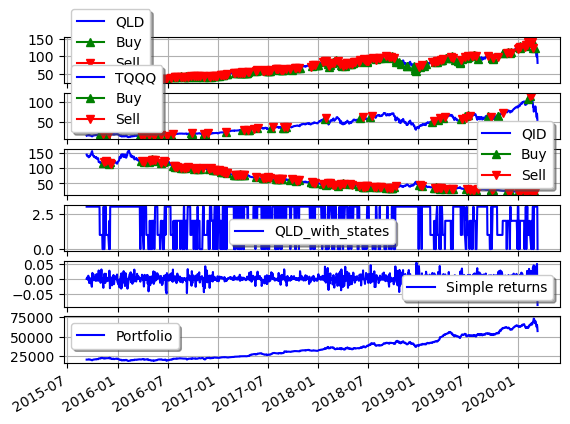 QLD
Buy
Sell
150
100
50
TQQQ
Buy
Sell
100
50
QID
Buy
Sell
150
100
50
2.5
0.0
QLD_with_states
0.05
0.00
−0.05
Simple returns
75000
50000
25000
Portfolio
2015-07
2016-01
2016-07
2017-01
2017-07
2018-01
2018-07
2019-01
2019-07
2020-01